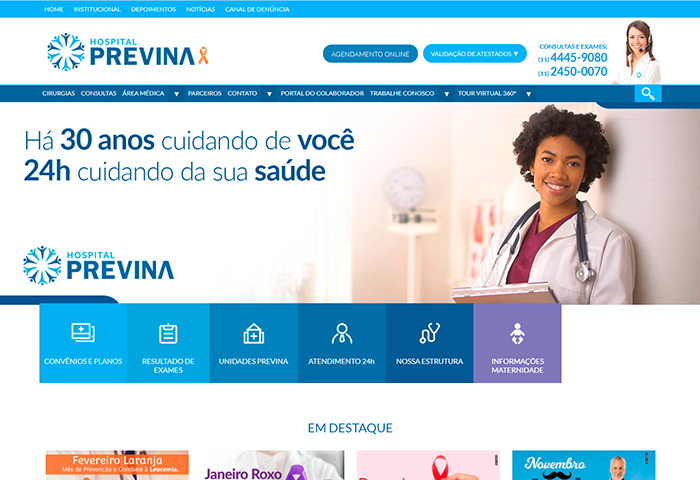 HOME INSTITUCIONAL DEPOIMENTOS NOTÍCIAS CANAL DE DENÚNCIA
HOSPITAL
PREVINA
AGENDAMENTO ONLINE
VALIDAÇÃO DE ATESTADOS ▼
CONSULTAS E EXAMES:
(11) 4445-9080
(11) 2450-0070
CIRURGIAS CONSULTAS ÁREA MÉDICA ▼ PARCEIROS CONTATO ▼ PORTAL DO COLABORADOR TRABALHE CONOSCO ▼ TOUR VIRTUAL 360° ▼
Há 30 anos cuidando de você
24h cuidando da sua saúde
HOSPITAL
PREVINA
CONVÊNIOS E PLANOS
RESULTADO DE
EXAMES
UNIDADES PREVINA
ATENDIMENTO 24h
NOSSA ESTRUTURA
INFORMAÇÕES
MATERNIDADE
EM DESTAQUE
Fevereiro Laranja
Mês de Prevenção e Combate à Leucemia.
Janeiro Roxo
Novembro